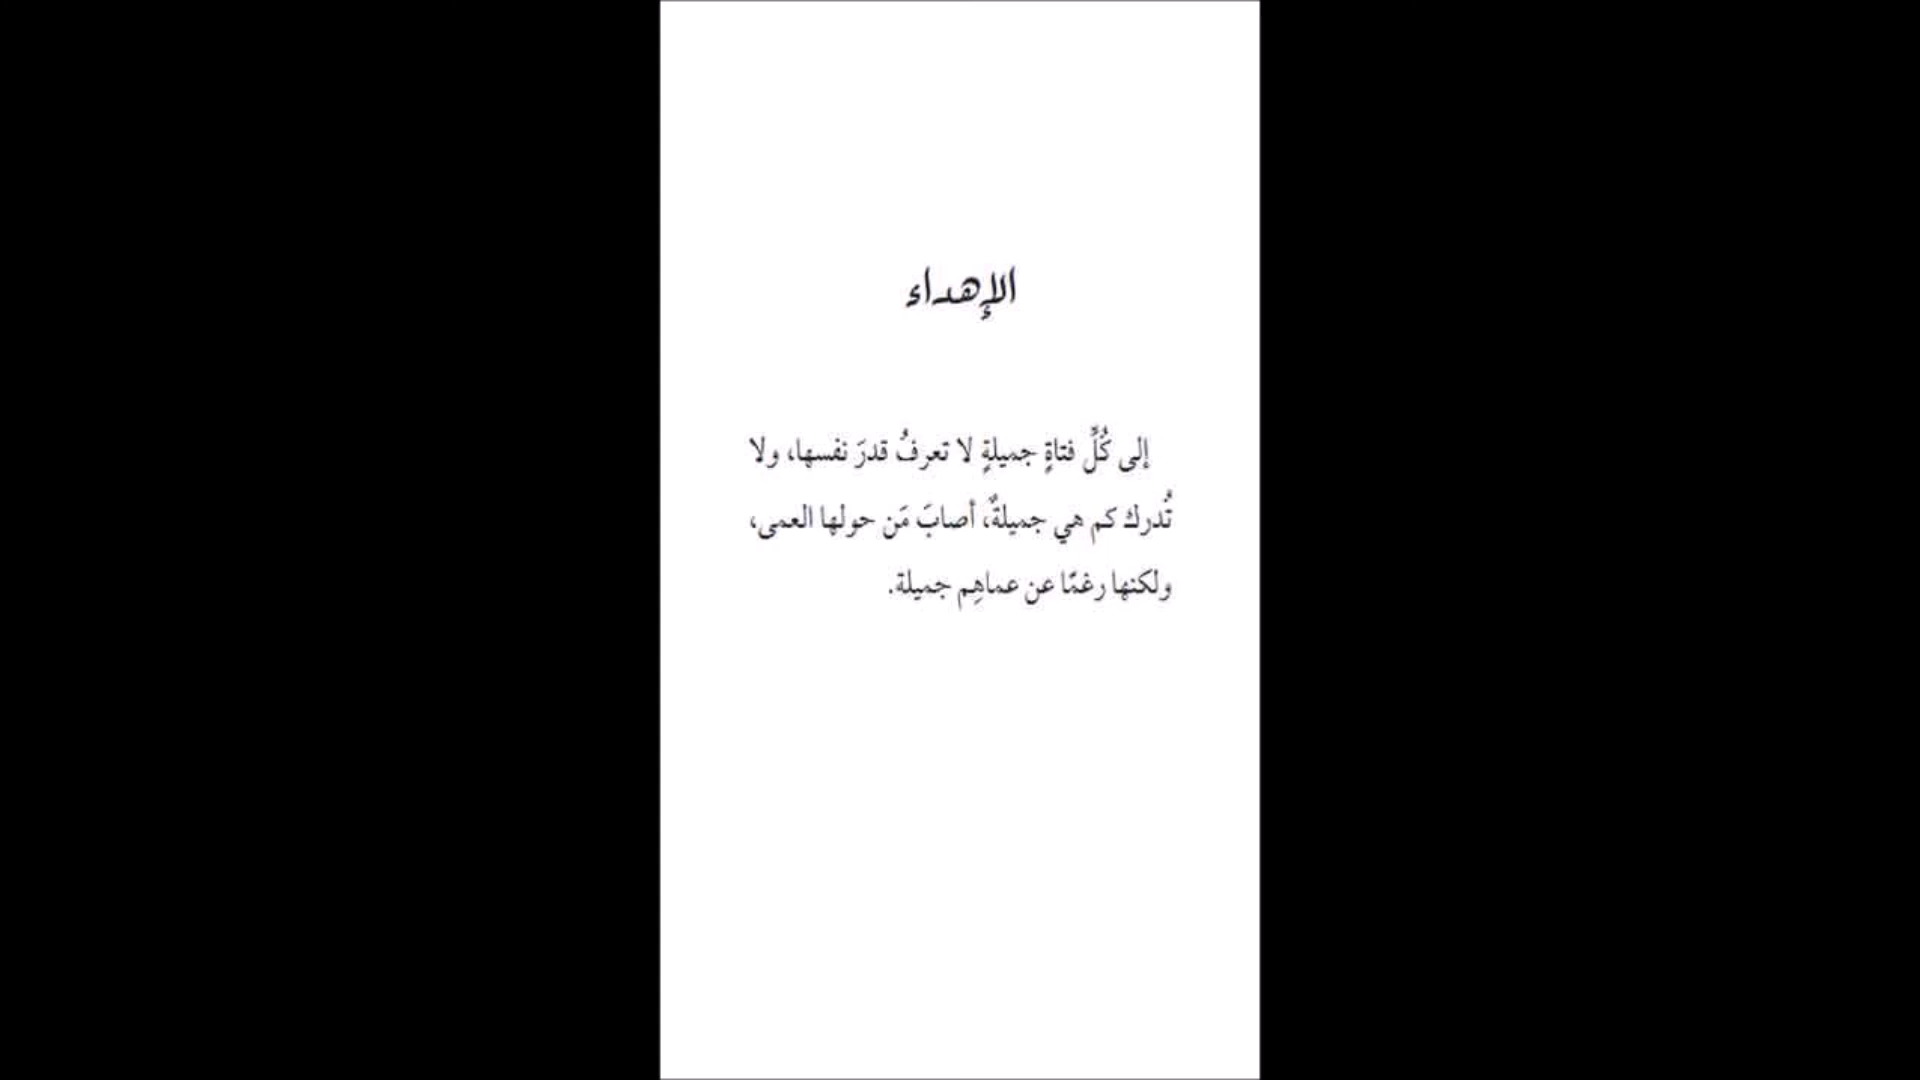 الإهداء
إلى كُلِّ فتاةٍ جميلةٍ لا تعرفُ قدرَ نفسها، ولا
تُدرك كم هي جميلةٌ، أصابَ مَن حولها العمى،
ولكنها رغمًا عن عماهِم جميلة.